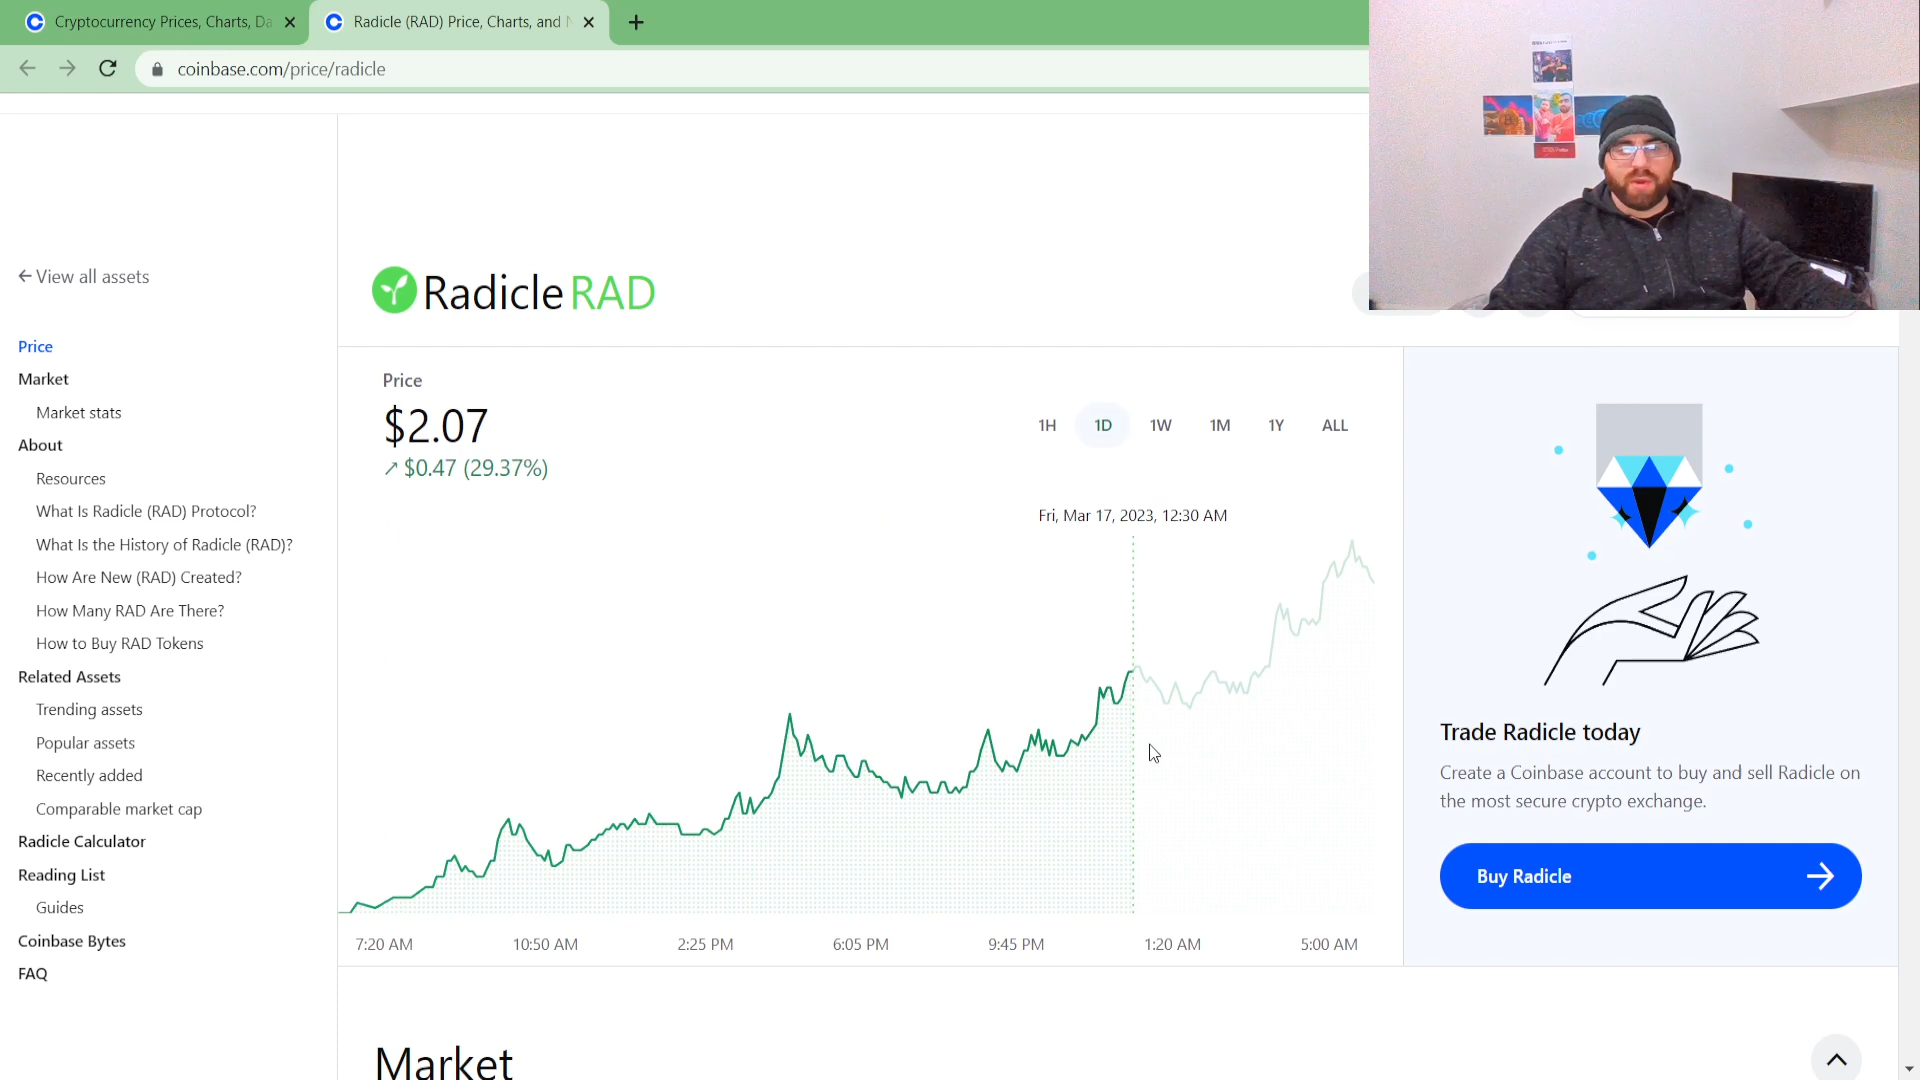 Cryptocurrency Prices, Charts, Da
Radicle (RAD) Price, Charts, and N
coinbase.com/price/radicle
View all assets
Radicle RAD
Price
Market
Market stats
About
Resources
What Is Radicle (RAD) Protocol?
What Is the History of Radicle (RAD)?
How Are New (RAD) Created?
How Many RAD Are There?
How to Buy RAD Tokens
Related Assets
Trending assets
Popular assets
Recently added
Comparable market cap
Radicle Calculator
Reading List
Guides
Coinbase Bytes
FAQ
Price
$2.07
$0.47 (29.37%)
1H 1D 1W 1M 1Y ALL
Fri, Mar 17, 2023, 12:30 AM
7:20 AM 10:50 AM 2:25 PM 6:05 PM 9:45 PM 1:20 AM 5:00 AM
Trade Radicle today
Create a Coinbase account to buy and sell Radicle on
the most secure crypto exchange.
Buy Radicle
Market